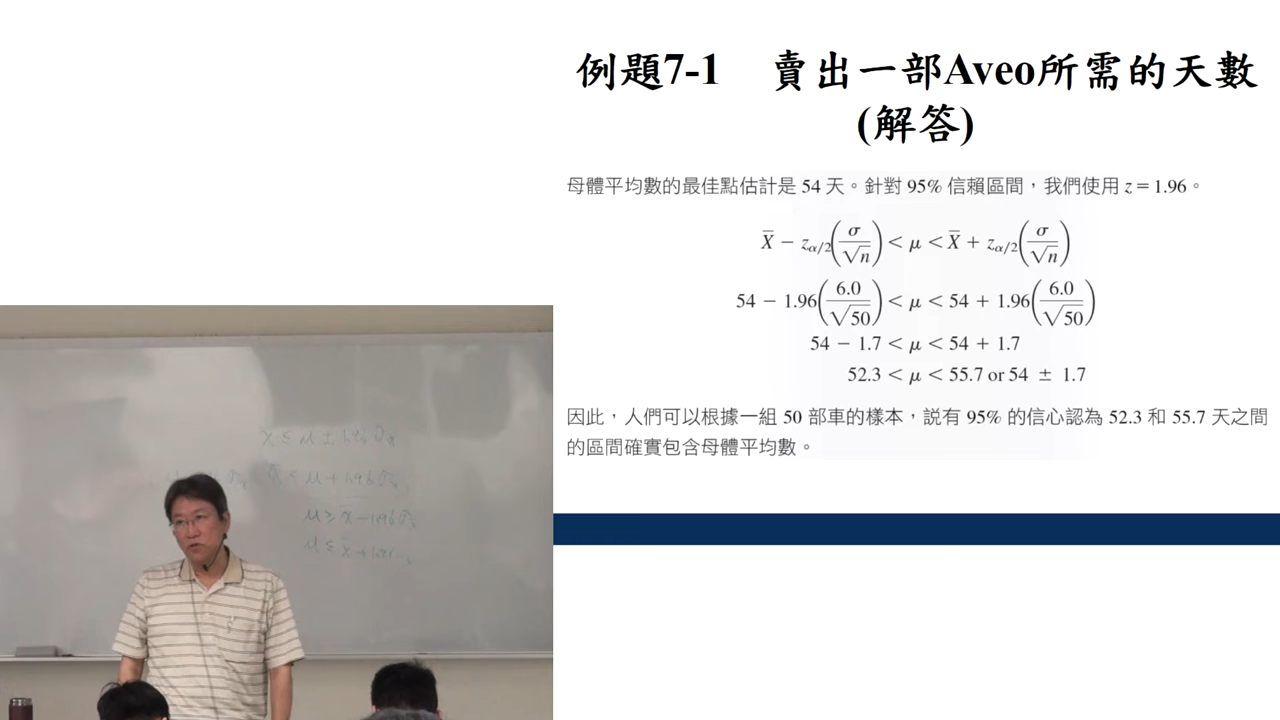 例題7-1 賣出一部Aveo所需的天數
(解答)
母體平均數的最佳點估計是 54 天。針對 95% 信賴區間，我們使用 z = 1.96。
X̄ − z_{α/2}(σ/√n) < μ < X̄ + z_{α/2}(σ/√n)
54 − 1.96(6.0/√50) < μ < 54 + 1.96(6.0/√50)
54 − 1.7 < μ < 54 + 1.7
52.3 < μ < 55.7 or 54 ± 1.7
因此，人們可以根據一組 50 部車的樣本，説有 95% 的信心認為 52.3 和 55.7 天之間
的區間確實包含母體平均數。